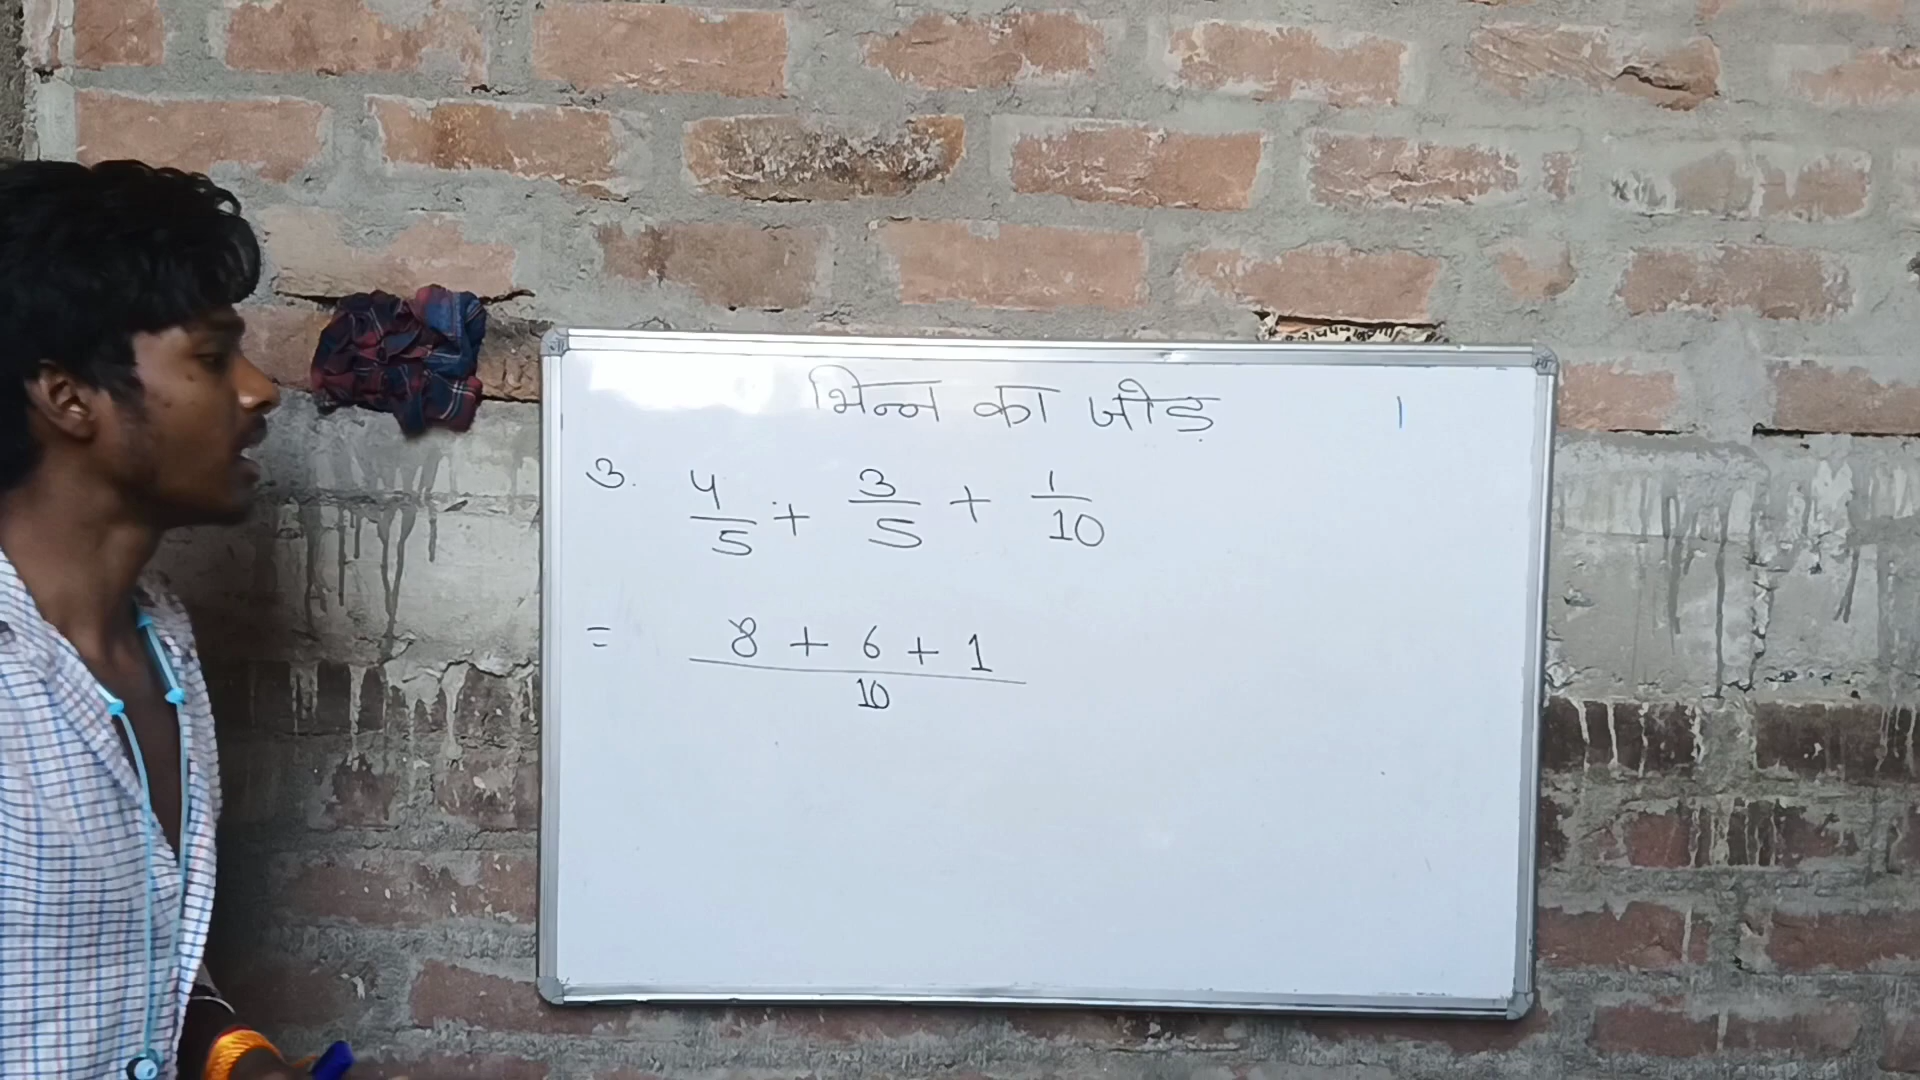 भिन्न का जोड़ 1
3. 4/5 + 3/5 + 1/10
= 8 + 6 + 1 / 10